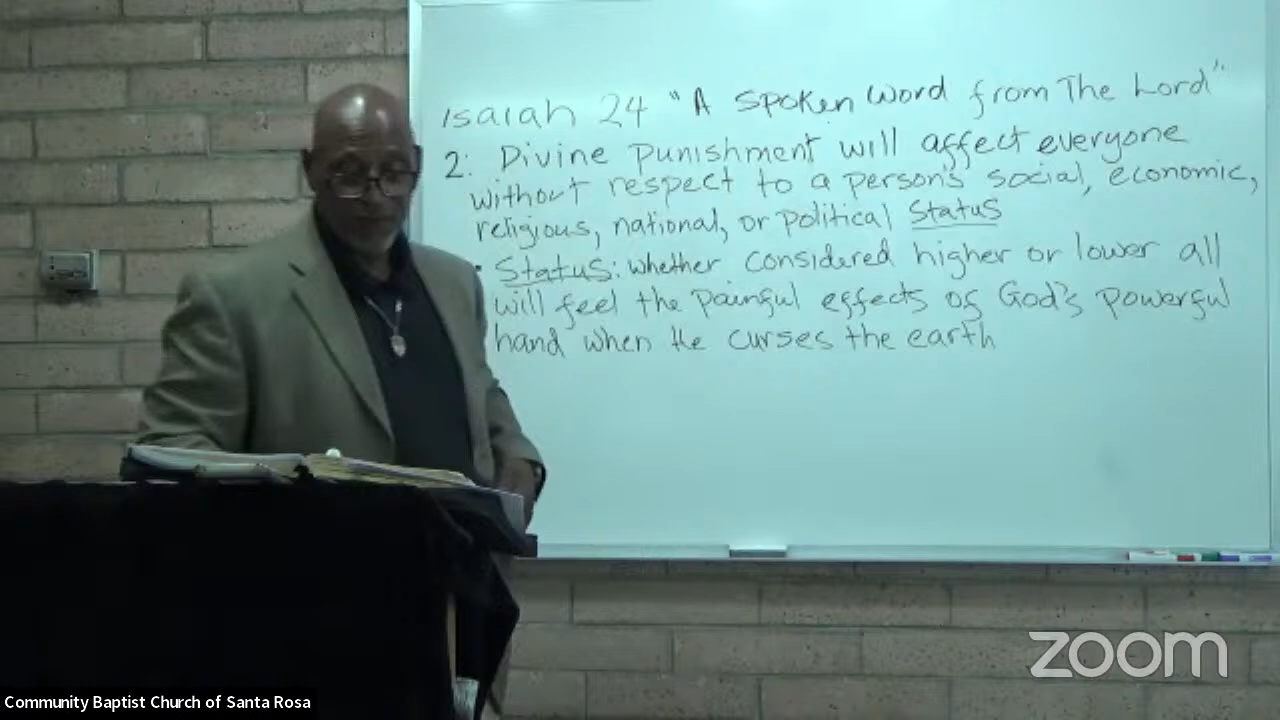 Isaiah 24 "A Spoken Word from The Lord"
2: Divine punishment will affect everyone
without respect to a person's social, economic,
religious, national, or political status
• Status: whether considered higher or lower all
will feel the painful effects of God's powerful
hand when He curses the earth
zoom
Community Baptist Church of Santa Rosa